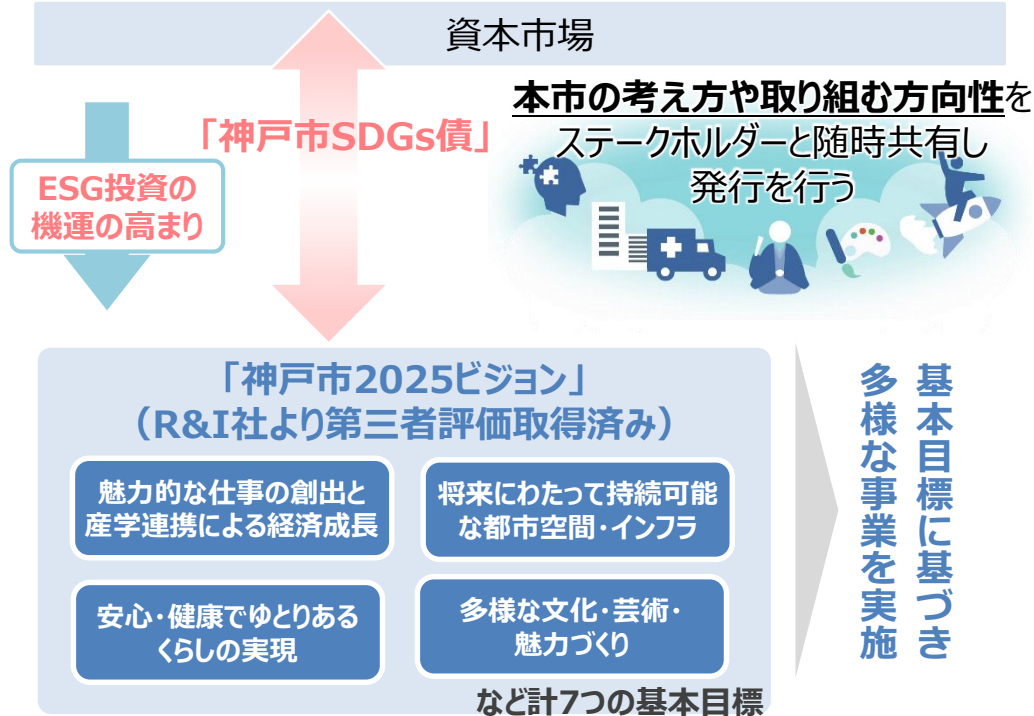 資本市場
本市の考え方や取り組む方向性を
ステークホルダーと随時共有し
発行を行う
「神戸市SDGs債」
ESG投資の
機運の高まり
「神戸市2025ビジョン」
（R&I社より第三者評価取得済み）
魅力的な仕事の創出と
産学連携による経済成長
将来にわたって持続可能
な都市空間・インフラ
安心・健康でゆとりある
くらしの実現
多様な文化・芸術・
魅力づくり
など計7つの基本目標
基本目標に基づき
多様な事業を実施